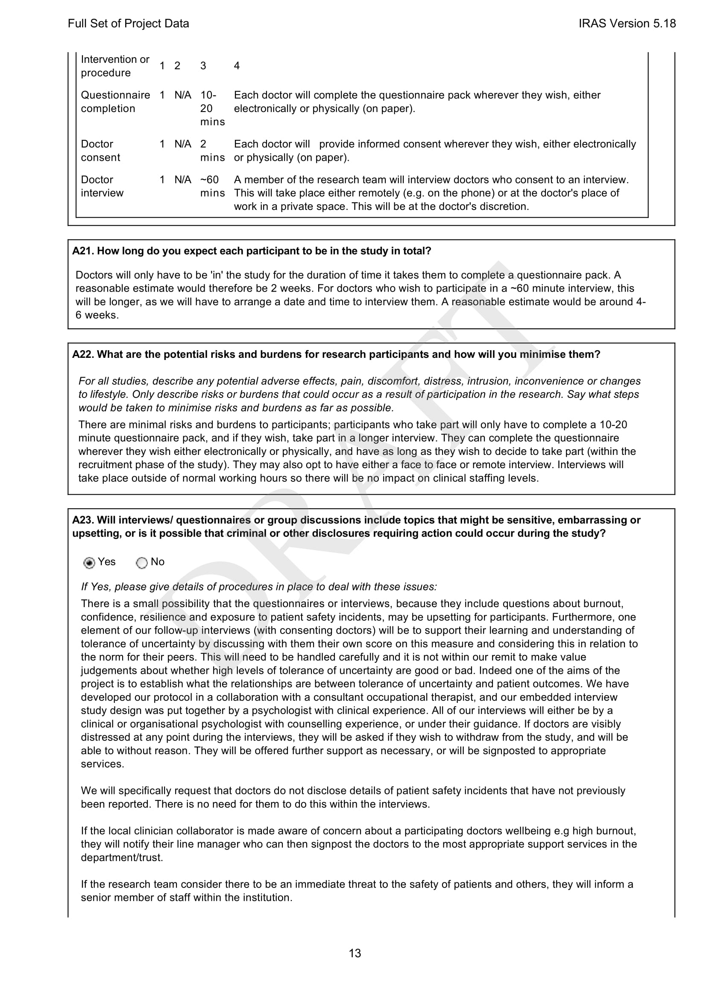 Full Set of Project Data IRAS Version 5.18
Intervention or
procedure 1 2 3 4
Questionnaire 1 N/A 10- Each doctor will complete the questionnaire pack wherever they wish, either
completion 20 electronically or physically (on paper).
mins
Doctor 1 N/A 2 Each doctor will provide informed consent wherever they wish, either electronically
consent mins or physically (on paper).
Doctor 1 N/A ~60 A member of the research team will interview doctors who consent to an interview.
interview mins This will take place either remotely (e.g. on the phone) or at the doctor's place of
work in a private space. This will be at the doctor's discretion.
A21. How long do you expect each participant to be in the study in total?
Doctors will only have to be 'in' the study for the duration of time it takes them to complete a questionnaire pack. A
reasonable estimate would therefore be 2 weeks. For doctors who wish to participate in a ~60 minute interview, this
will be longer, as we will have to arrange a date and time to interview them. A reasonable estimate would be around 4-
6 weeks.
A22. What are the potential risks and burdens for research participants and how will you minimise them?
For all studies, describe any potential adverse effects, pain, discomfort, distress, intrusion, inconvenience or changes
to lifestyle. Only describe risks or burdens that could occur as a result of participation in the research. Say what steps
would be taken to minimise risks and burdens as far as possible.
There are minimal risks and burdens to participants; participants who take part will only have to complete a 10-20
minute questionnaire pack, and if they wish, take part in a longer interview. They can complete the questionnaire
wherever they wish either electronically or physically, and have as long as they wish to decide to take part (within the
recruitment phase of the study). They may also opt to have either a face to face or remote interview. Interviews will
take place outside of normal working hours so there will be no impact on clinical staffing levels.
A23. Will interviews/ questionnaires or group discussions include topics that might be sensitive, embarrassing or
upsetting, or is it possible that criminal or other disclosures requiring action could occur during the study?
Yes No
If Yes, please give details of procedures in place to deal with these issues:
There is a small possibility that the questionnaires or interviews, because they include questions about burnout,
confidence, resilience and exposure to patient safety incidents, may be upsetting for participants. Furthermore, one
element of our follow-up interviews (with consenting doctors) will be to support their learning and understanding of
tolerance of uncertainty by discussing with them their own score on this measure and considering this in relation to
the norm for their peers. This will need to be handled carefully and it is not within our remit to make value
judgements about whether high levels of tolerance of uncertainty are good or bad. Indeed one of the aims of the
project is to establish what the relationships are between tolerance of uncertainty and patient outcomes. We have
developed our protocol in a collaboration with a consultant occupational therapist, and our embedded interview
study design was put together by a psychologist with clinical experience. All of our interviews will either be by a
clinical or organisational psychologist with counselling experience, or under their guidance. If doctors are visibly
distressed at any point during the interviews, they will be asked if they wish to withdraw from the study, and will be
able to without reason. They will be offered further support as necessary, or will be signposted to appropriate
services.
We will specifically request that doctors do not disclose details of patient safety incidents that have not previously
been reported. There is no need for them to do this within the interviews.
If the local clinician collaborator is made aware of concern about a participating doctors wellbeing e.g high burnout,
they will notify their line manager who can then signpost the doctors to the most appropriate support services in the
department/trust.
If the research team consider there to be an immediate threat to the safety of patients and others, they will inform a
senior member of staff within the institution.
DRAFT
13